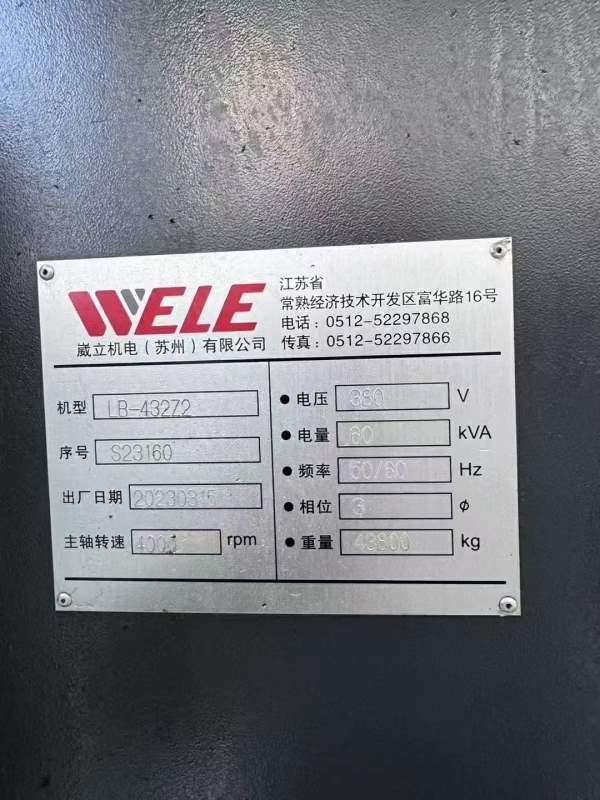 WELE
崴立机电(苏州)有限公司
江苏省
常熟经济技术开发区富华路16号
电话:0512-52297868
传真:0512-52297866
机型 LB-432Z2
序号 S23160
出厂日期 20230315
主轴转速 4000 rpm
●电压 380 V
●电量 60 kVA
●频率 50/60 Hz
●相位 3 ø
●重量 43800 kg